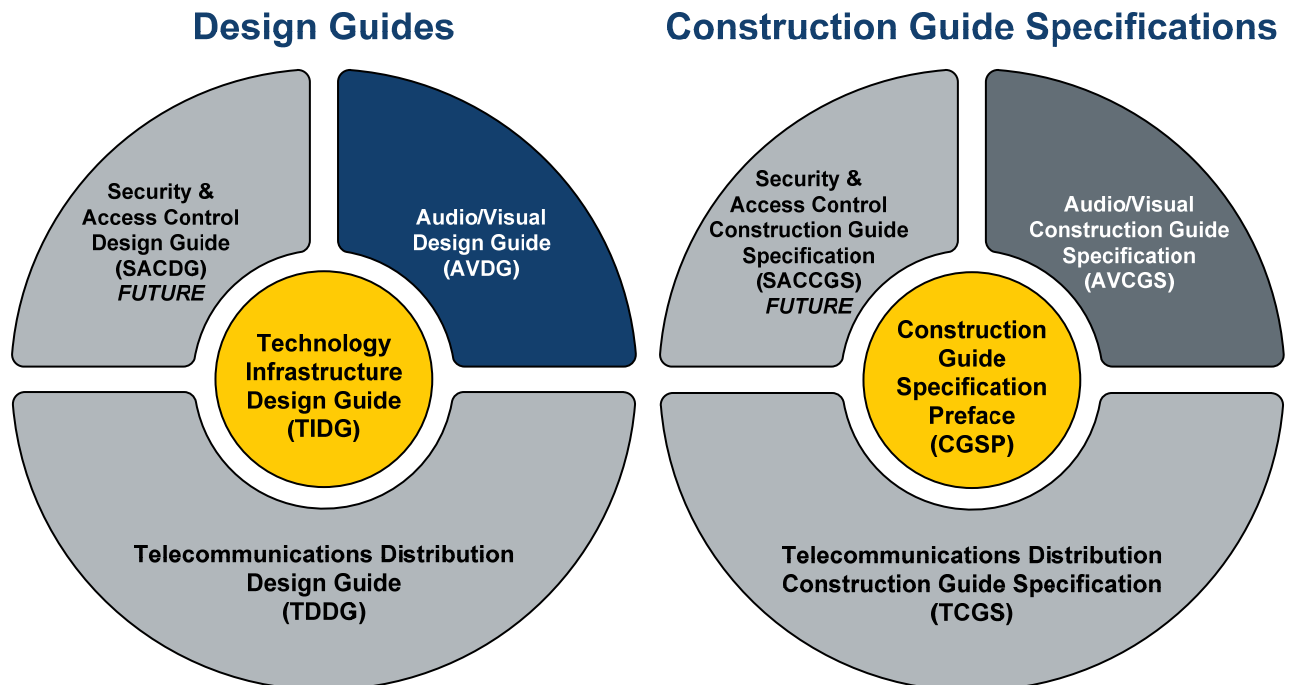 Design Guides
Construction Guide Specifications
Security &
Access Control
Design Guide
(SACDG)
FUTURE
Audio/Visual
Design Guide
(AVDG)
Technology
Infrastructure
Design Guide
(TIDG)
Telecommunications Distribution
Design Guide
(TDDG)
Security &
Access Control
Construction Guide
Specification
(SACCGS)
FUTURE
Audio/Visual
Construction Guide
Specification
(AVCGS)
Construction
Guide
Specification
Preface
(CGSP)
Telecommunications Distribution
Construction Guide Specification
(TCGS)